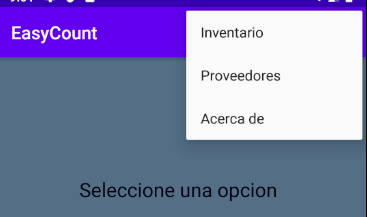 EasyCount
Inventario
Proveedores
Acerca de
Seleccione una opcion